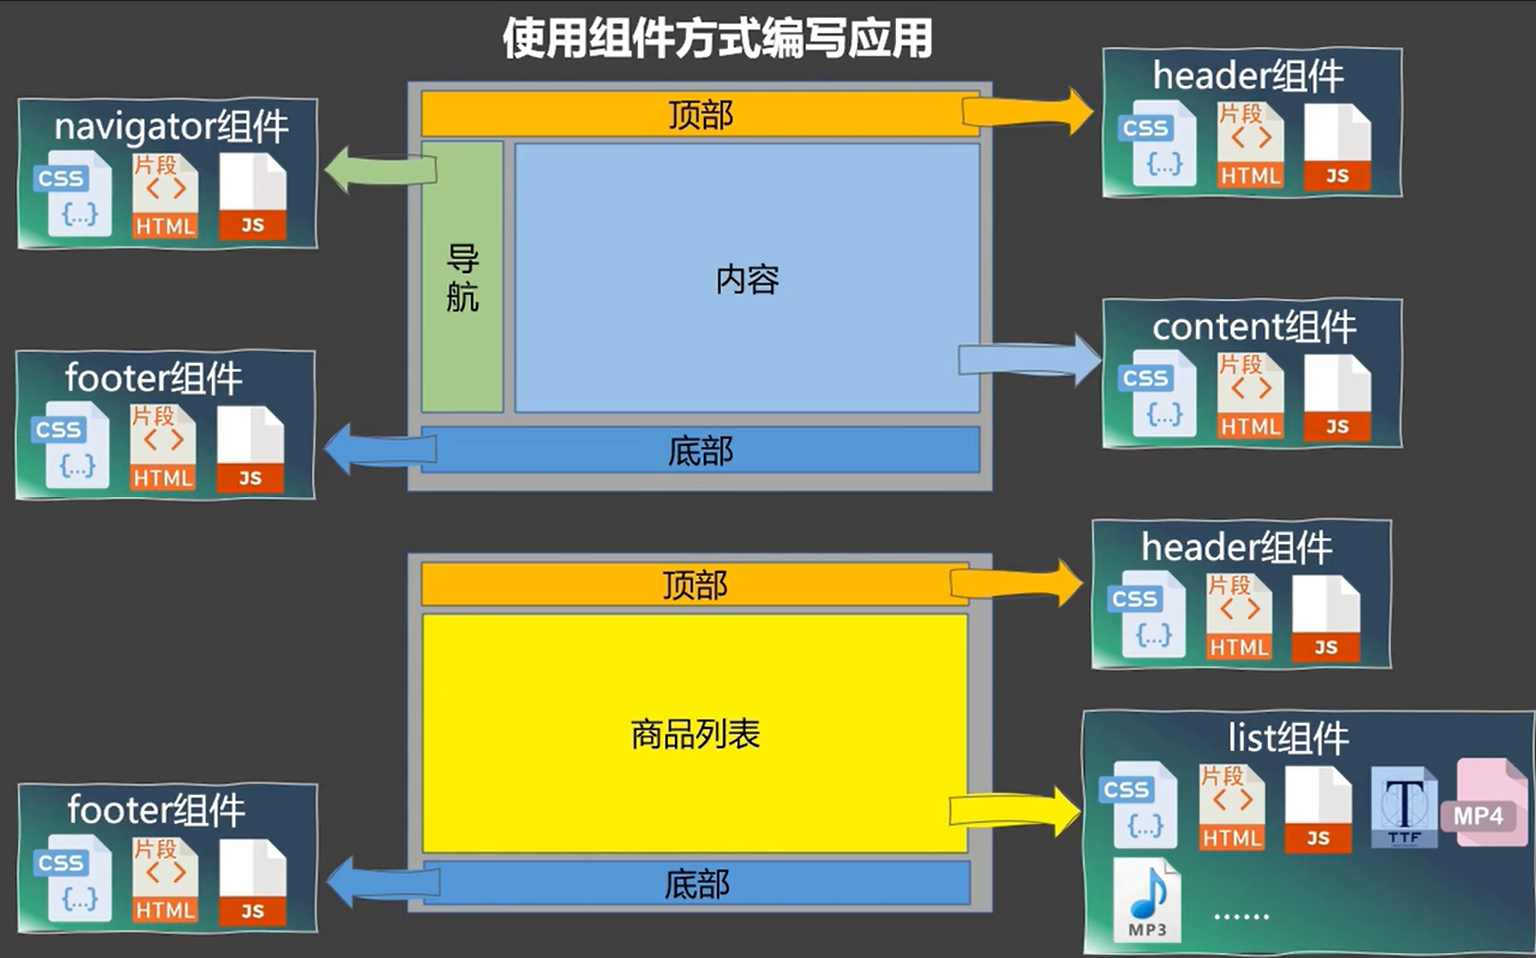 使用组件方式编写应用
navigator组件
CSS
{...}
片段
< >
HTML
JS
顶部
header组件
CSS
{...}
片段
< >
HTML
JS
导
航
内容
footer组件
CSS
{...}
片段
< >
HTML
JS
content组件
CSS
{...}
片段
< >
HTML
JS
底部
顶部
header组件
CSS
{...}
片段
< >
HTML
JS
商品列表
list组件
CSS
{...}
片段
< >
HTML
JS
T
TTF
MP4
MP3
......
footer组件
CSS
{...}
片段
< >
HTML
JS
底部